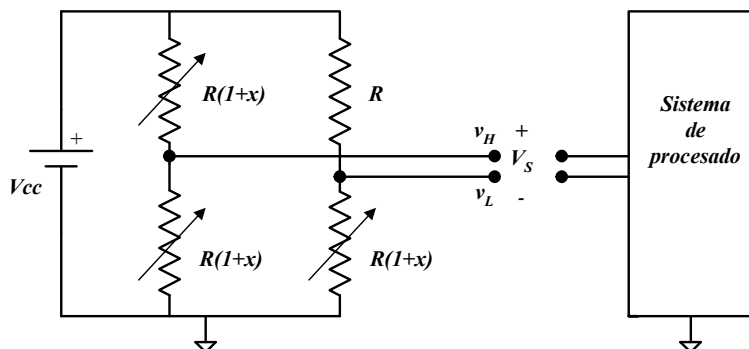 R(1+x)
R
Sistema
de
procesado
v_H +
V_S
+
Vcc
v_L -
R(1+x)
R(1+x)